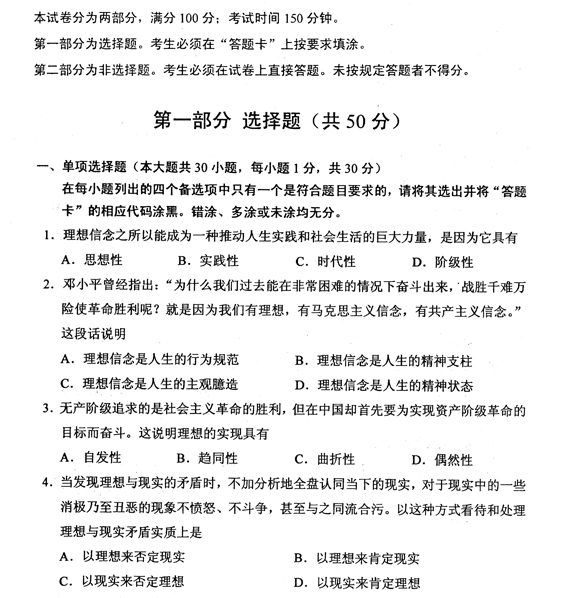 本试卷分为两部分，满分 100 分；考试时间 150 分钟。
第一部分为选择题。考生必须在“答题卡”上按要求填涂。
第二部分为非选择题。考生必须在试卷上直接答题。未按规定答题者不得分。
第一部分 选择题（共 50 分）
一、单项选择题（本大题共 30 小题，每小题 1 分，共 30 分）
在每小题列出的四个备选项中只有一个是符合题目要求的，请将其选出并将“答题
卡”的相应代码涂黑。错涂、多涂或未涂均无分。
1．理想信念之所以能成为一种推动人生实践和社会生活的巨大力量，是因为它具有
A．思想性 B．实践性 C．时代性 D．阶级性
2．邓小平曾经指出：“为什么我们过去能在非常困难的情况下奋斗出来，战胜千难万
险使革命胜利呢？就是因为我们有理想，有马克思主义信念，有共产主义信念。”
这段话说明
A．理想信念是人生的行为规范 B．理想信念是人生的精神支柱
C．理想信念是人生的主观臆造 D．理想信念是人生的精神状态
3．无产阶级追求的是社会主义革命的胜利，但在中国却首先要为实现资产阶级革命的
目标而奋斗。这说明理想的实现具有
A．自发性 B．趋同性 C．曲折性 D．偶然性
4．当发现理想与现实的矛盾时，不加分析地全盘认同当下的现实，对于现实中的一些
消极乃至丑恶的现象不愤怒、不斗争，甚至与之同流合污。以这种方式看待和处理
理想与现实矛盾实质上是
A．以理想来否定现实 B．以理想来肯定现实
C．以现实来否定理想 D．以现实来肯定理想